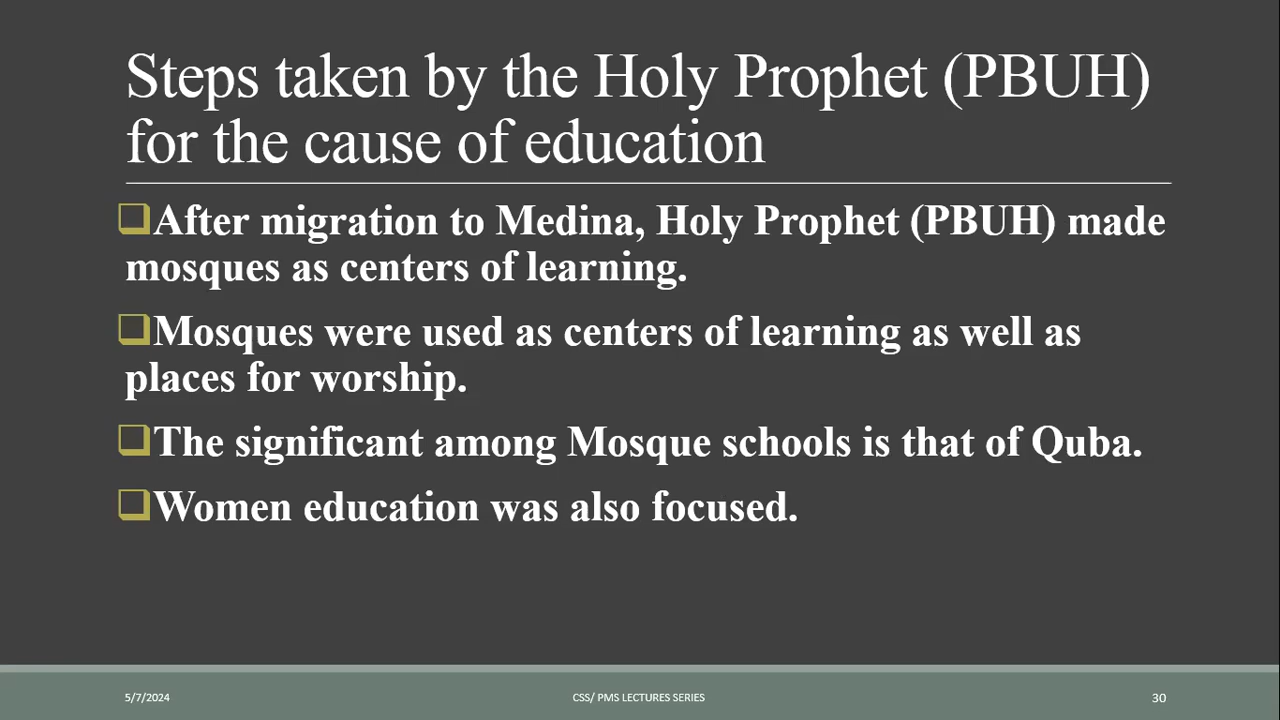 Steps taken by the Holy Prophet (PBUH)
for the cause of education
After migration to Medina, Holy Prophet (PBUH) made
mosques as centers of learning.
Mosques were used as centers of learning as well as
places for worship.
The significant among Mosque schools is that of Quba.
Women education was also focused.
5/7/2024
CSS/ PMS LECTURES SERIES
30